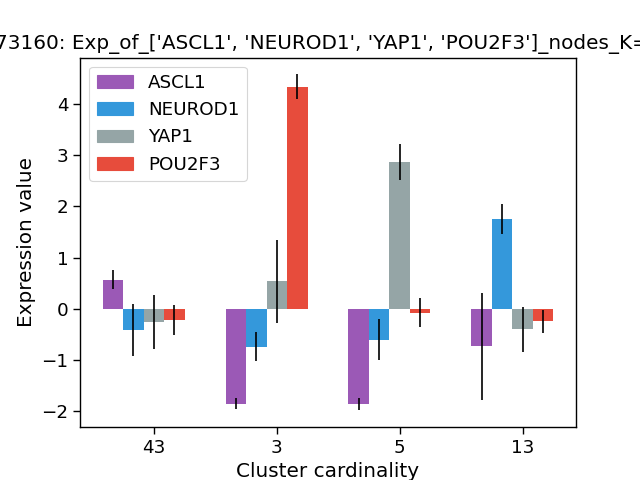 73160: Exp_of_['ASCL1', 'NEUROD1', 'YAP1', 'POU2F3']_nodes_K=
ASCL1
NEUROD1
YAP1
POU2F3
Expression value
4
3
2
1
0
−1
−2
43 3 5 13
Cluster cardinality